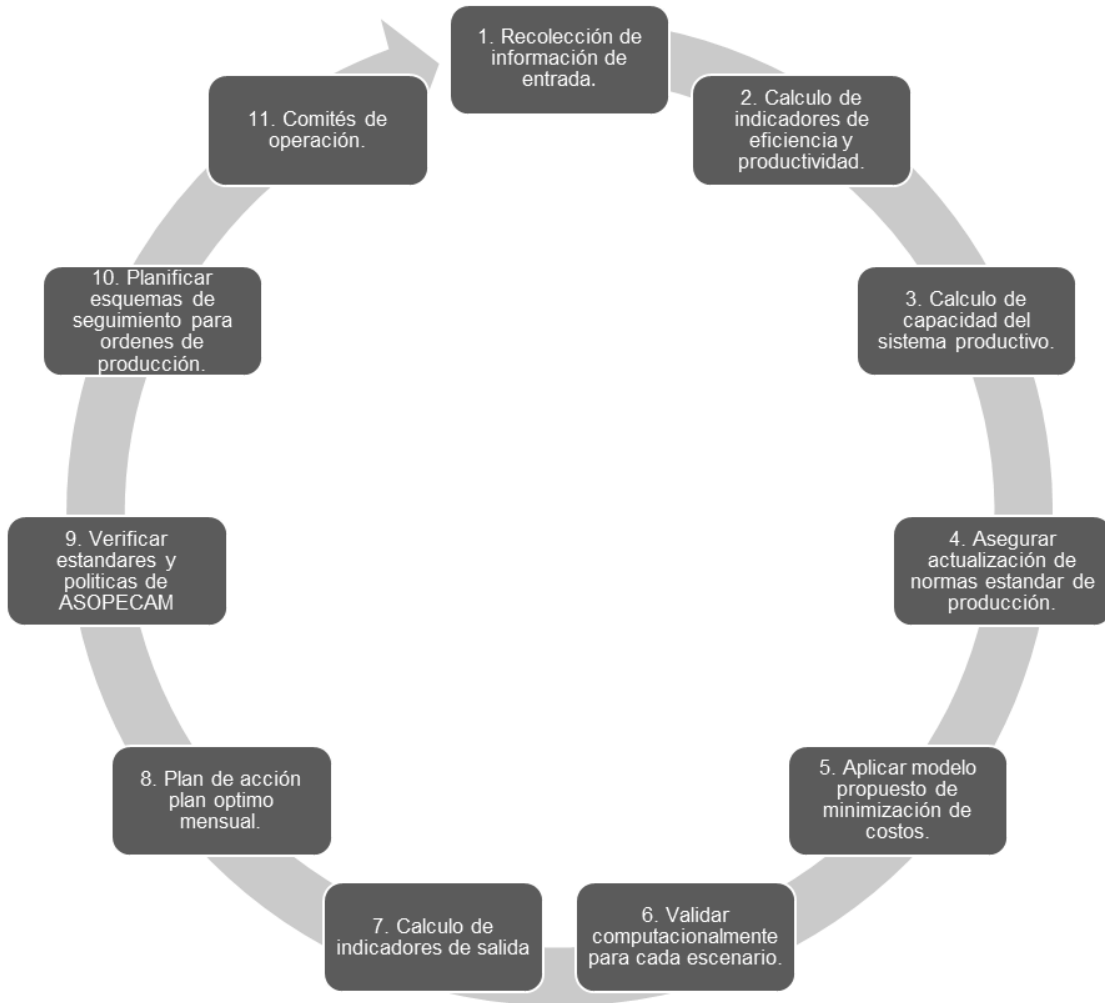 1. Recolección de
información de
entrada.
2. Calculo de
indicadores de
eficiencia y
productividad.
3. Calculo de
capacidad del
sistema productivo.
4. Asegurar
actualización de
normas estandar de
producción.
5. Aplicar modelo
propuesto de
minimización de
costos.
6. Validar
computacionalmente
para cada escenario.
7. Calculo de
indicadores de salida
8. Plan de acción
plan optimo
mensual.
9. Verificar
estandares y
politicas de
ASOPECAM
10. Planificar
esquemas de
seguimiento para
ordenes de
producción.
11. Comités de
operación.